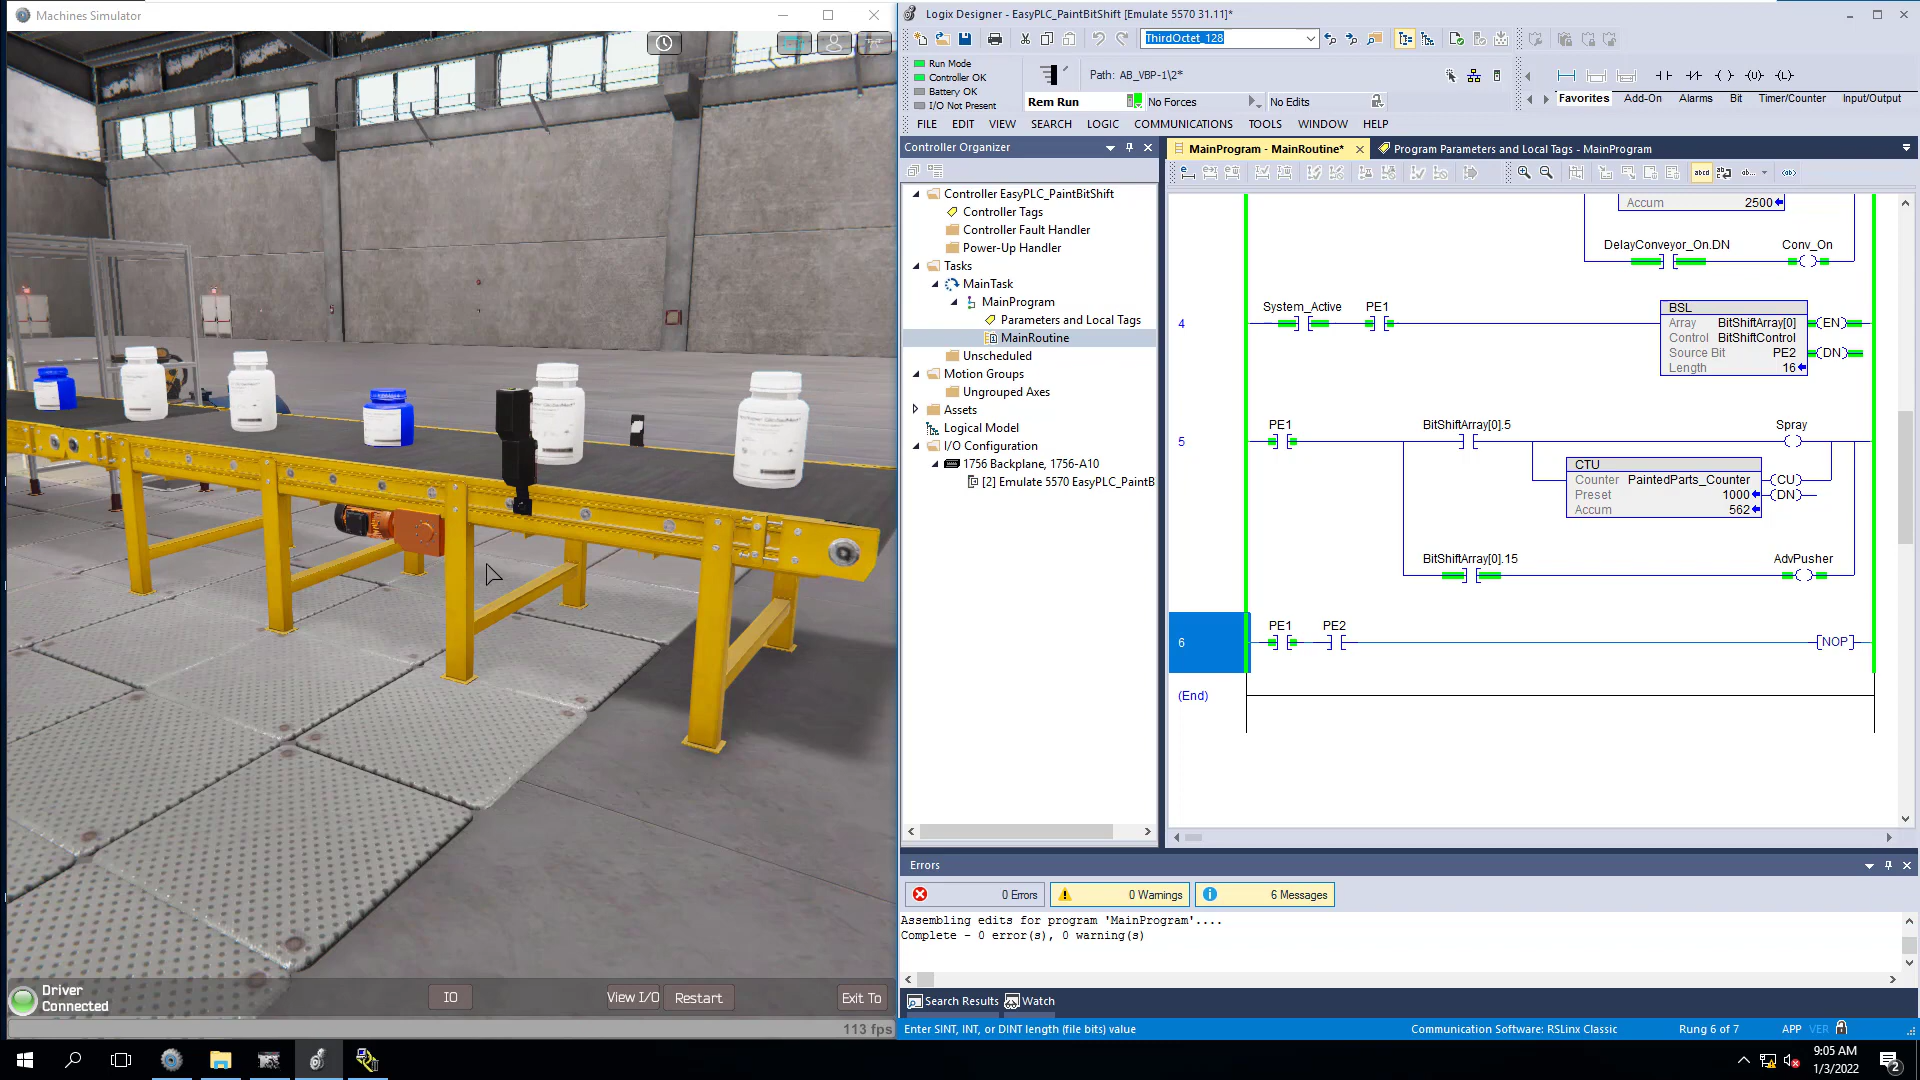 Machines Simulator
Driver
Connected
IO
View I/O
Restart
Exit To
113 fps
Logix Designer - EasyPLC_PaintBitShift [Emulate 5570 31.11]*
ThirdOctet_128
Run Mode
Controller OK
Battery OK
I/O Not Present
Path: AB_VBP-1\2*
Rem Run
No Forces
No Edits
Favorites
Add-On
Alarms
Bit
Timer/Counter
Input/Output
FILE
EDIT
VIEW
SEARCH
LOGIC
COMMUNICATIONS
TOOLS
WINDOW
HELP
Controller Organizer
Controller EasyPLC_PaintBitShift
Controller Tags
Controller Fault Handler
Power-Up Handler
Tasks
MainTask
MainProgram
Parameters and Local Tags
MainRoutine
Unscheduled
Motion Groups
Ungrouped Axes
Assets
Logical Model
I/O Configuration
1756 Backplane, 1756-A10
[2] Emulate 5570 EasyPLC_PaintB
MainProgram - MainRoutine*
Program Parameters and Local Tags - MainProgram
Accum 2500
DelayConveyor_On.DN Conv_On
4
System_Active PE1
BSL
Array BitShiftArray[0]
Control BitShiftControl
Source Bit PE2
Length 16
EN
DN
5
PE1 BitShiftArray[0].5 Spray
CTU
Counter PaintedParts_Counter
Preset 1000
Accum 562
CU
DN
BitShiftArray[0].15 AdvPusher
6
PE1 PE2
NOP
(End)
Errors
0 Errors
0 Warnings
6 Messages
Assembling edits for program 'MainProgram'....
Complete - 0 error(s), 0 warning(s)
Search Results
Watch
Enter SINT, INT, or DINT length (file bits) value
Communication Software: RSLinx Classic
Rung 6 of 7
APP
VER
9:05 AM
1/3/2022
2